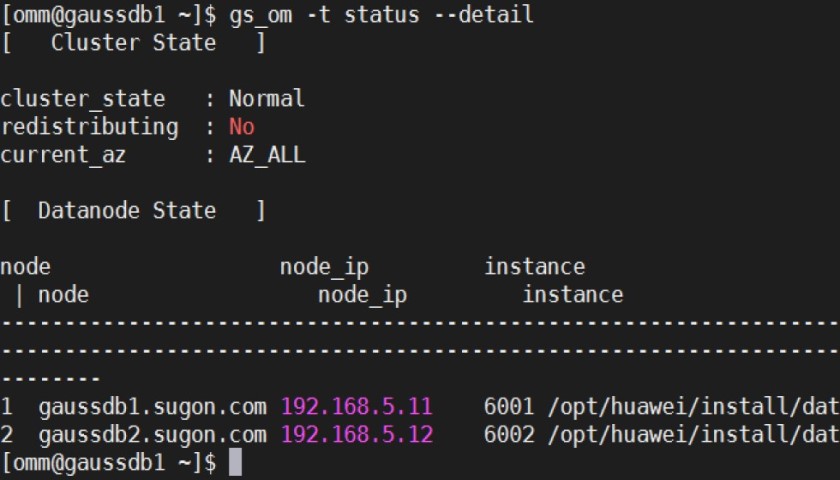 [omm@gaussdb1 ~]$ gs_om -t status --detail
[   Cluster State   ]
cluster_state   : Normal
redistributing  : No
current_az      : AZ_ALL
[  Datanode State   ]
node                  node_ip         instance
 | node                  node_ip         instance
------------------------------------------------------------------
------------------------------------------------------------------
--------
1  gaussdb1.sugon.com 192.168.5.11    6001 /opt/huawei/install/dat
2  gaussdb2.sugon.com 192.168.5.12    6002 /opt/huawei/install/dat
[omm@gaussdb1 ~]$